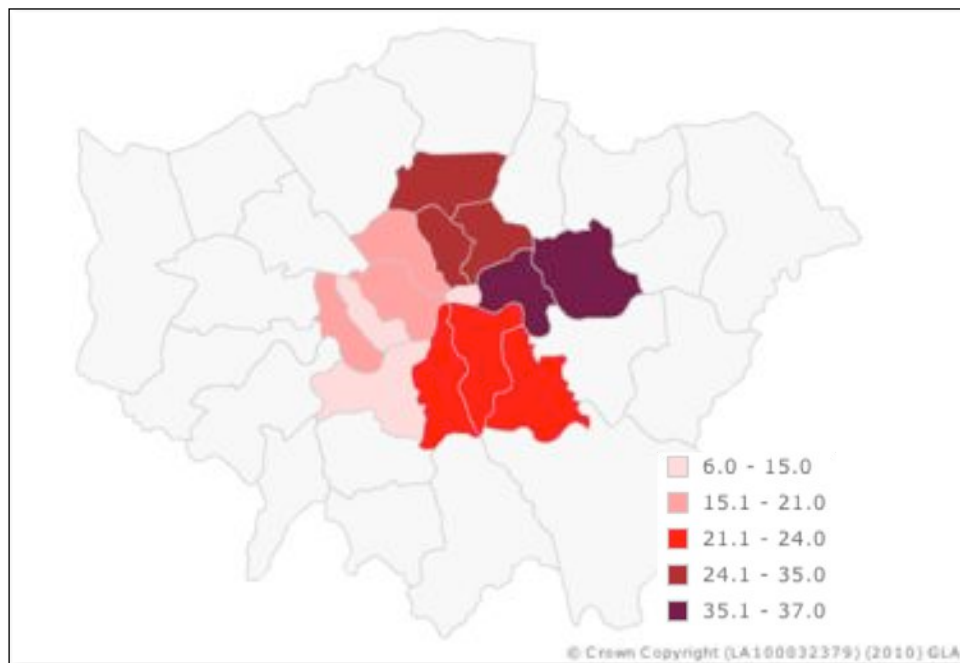 6.0 - 15.0
15.1 - 21.0
21.1 - 24.0
24.1 - 35.0
35.1 - 37.0
© Crown Copyright (LA100032379) (2010) GLA